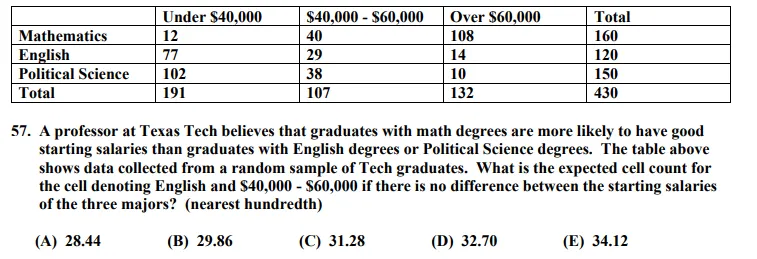 Under $40,000 $40,000 - $60,000 Over $60,000 Total
Mathematics 12 40 108 160
English 77 29 14 120
Political Science 102 38 10 150
Total 191 107 132 430
57. A professor at Texas Tech believes that graduates with math degrees are more likely to have good
starting salaries than graduates with English degrees or Political Science degrees. The table above
shows data collected from a random sample of Tech graduates. What is the expected cell count for
the cell denoting English and $40,000 - $60,000 if there is no difference between the starting salaries
of the three majors? (nearest hundredth)
(A) 28.44 (B) 29.86 (C) 31.28 (D) 32.70 (E) 34.12